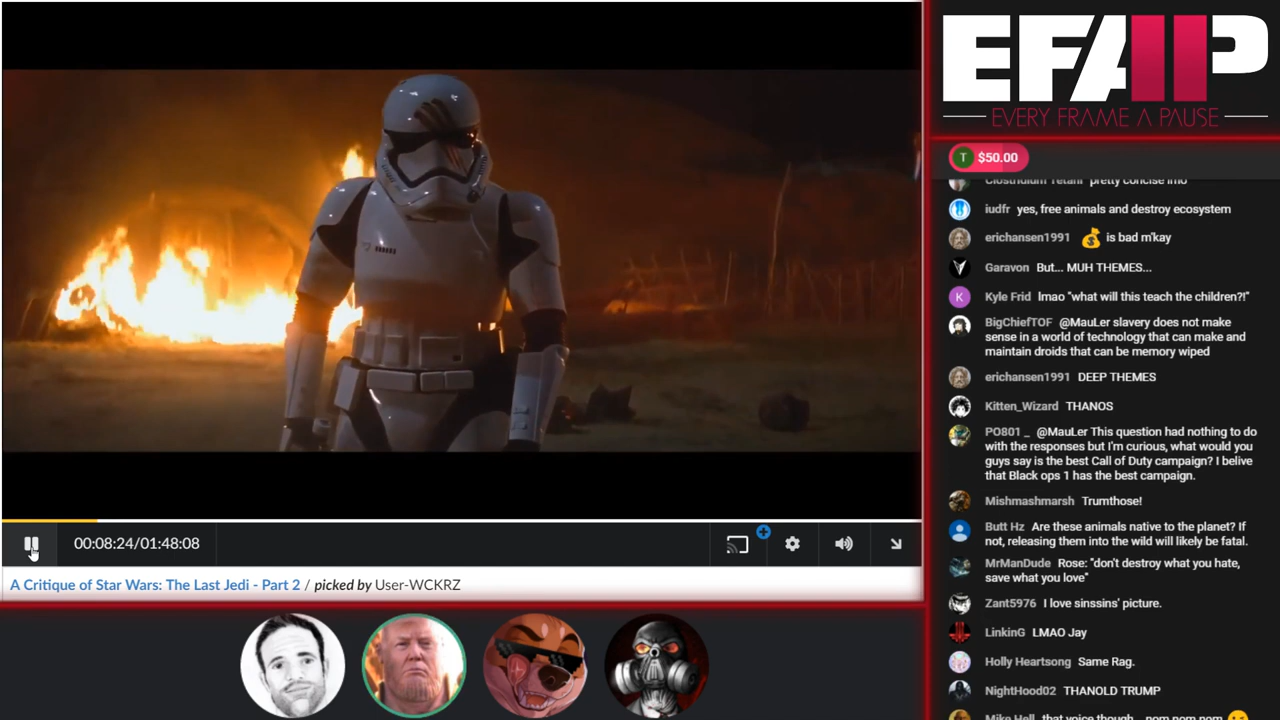 EFAP
EVERY FRAME A PAUSE
T $50.00
Clostridium Tetani pretty concise imo
iudfr yes, free animals and destroy ecosystem
erichansen1991 💰 is bad m'kay
Garavon But... MUH THEMES...
K Kyle Frid lmao "what will this teach the children?!"
BigChiefTOF @MauLer slavery does not make
sense in a world of technology that can make and
maintain droids that can be memory wiped
erichansen1991 DEEP THEMES
Kitten_Wizard THANOS
PO801 _ @MauLer This question had nothing to do
with the responses but I'm curious, what would you
guys say is the best Call of Duty campaign? I belive
that Black ops 1 has the best campaign.
Mishmashmarsh Trumthose!
Butt Hz Are these animals native to the planet? If
not, releasing them into the wild will likely be fatal.
MrManDude Rose: "don't destroy what you hate,
save what you love"
Zant5976 I love sinssins' picture.
LinkinG LMAO Jay
Holly Heartsong Same Rag.
NightHood02 THANOLD TRUMP
Mike Hell that voice though... nom nom nom
00:08:24/01:48:08
A Critique of Star Wars: The Last Jedi - Part 2 / picked by User-WCKRZ